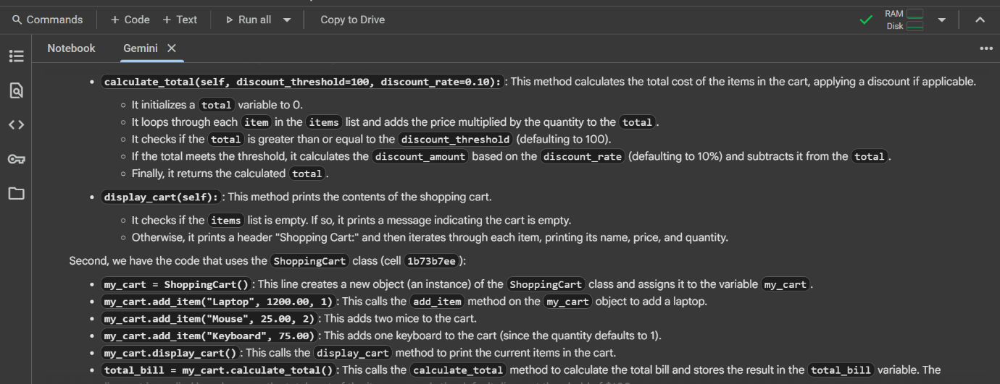 Commands + Code + Text Run all Copy to Drive RAM Disk
Notebook Gemini
calculate_total(self, discount_threshold=100, discount_rate=0.10): : This method calculates the total cost of the items in the cart, applying a discount if applicable.
It initializes a total variable to 0.
It loops through each item in the items list and adds the price multiplied by the quantity to the total .
It checks if the total is greater than or equal to the discount_threshold (defaulting to 100).
If the total meets the threshold, it calculates the discount_amount based on the discount_rate (defaulting to 10%) and subtracts it from the total .
Finally, it returns the calculated total .
display_cart(self): : This method prints the contents of the shopping cart.
It checks if the items list is empty. If so, it prints a message indicating the cart is empty.
Otherwise, it prints a header "Shopping Cart:" and then iterates through each item, printing its name, price, and quantity.
Second, we have the code that uses the ShoppingCart class (cell 1b73b7ee ):
my_cart = ShoppingCart() : This line creates a new object (an instance) of the ShoppingCart class and assigns it to the variable my_cart .
my_cart.add_item("Laptop", 1200.00, 1) : This calls the add_item method on the my_cart object to add a laptop.
my_cart.add_item("Mouse", 25.00, 2) : This adds two mice to the cart.
my_cart.add_item("Keyboard", 75.00) : This adds one keyboard to the cart (since the quantity defaults to 1).
my_cart.display_cart() : This calls the display_cart method to print the current items in the cart.
total_bill = my_cart.calculate_total() : This calls the calculate_total method to calculate the total bill and stores the result in the total_bill variable. The